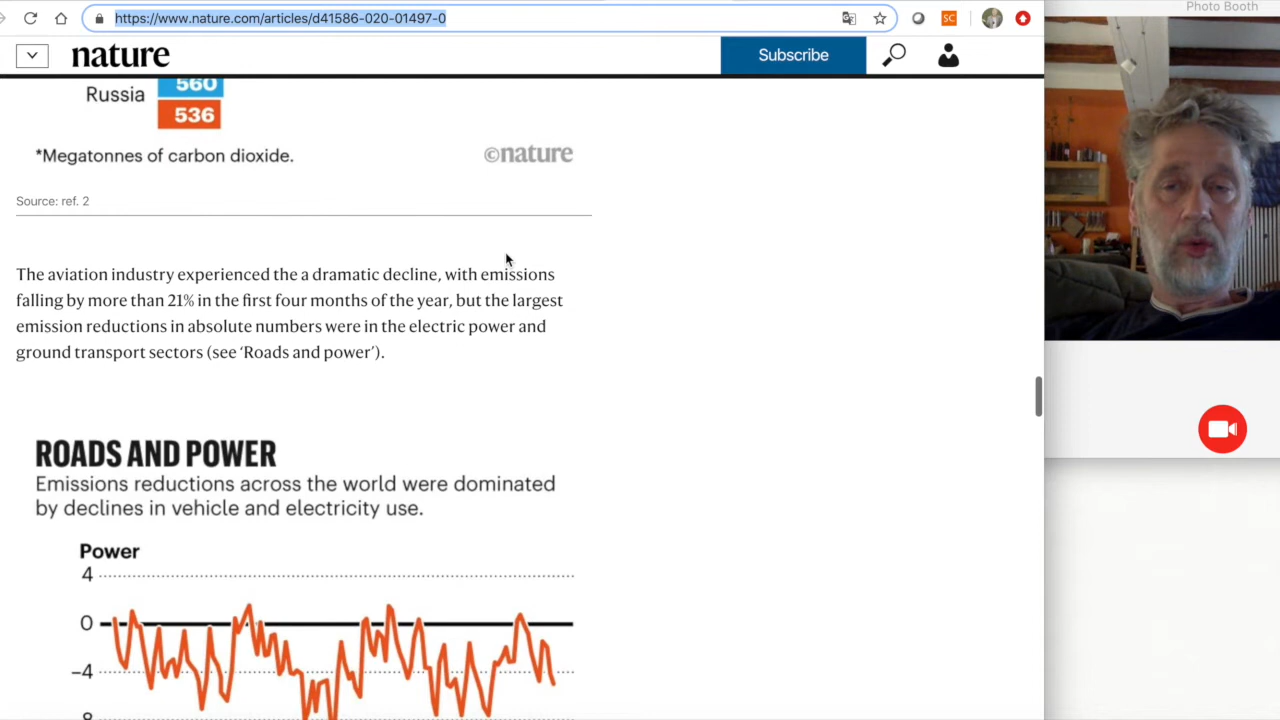 Photo Booth
https://www.nature.com/articles/d41586-020-01497-0
SC
nature
Subscribe
560
Russia
536
*Megatonnes of carbon dioxide.
©nature
Source: ref. 2
The aviation industry experienced the a dramatic decline, with emissions
falling by more than 21% in the first four months of the year, but the largest
emission reductions in absolute numbers were in the electric power and
ground transport sectors (see ‘Roads and power’).
ROADS AND POWER
Emissions reductions across the world were dominated
by declines in vehicle and electricity use.
Power
4
0
−4